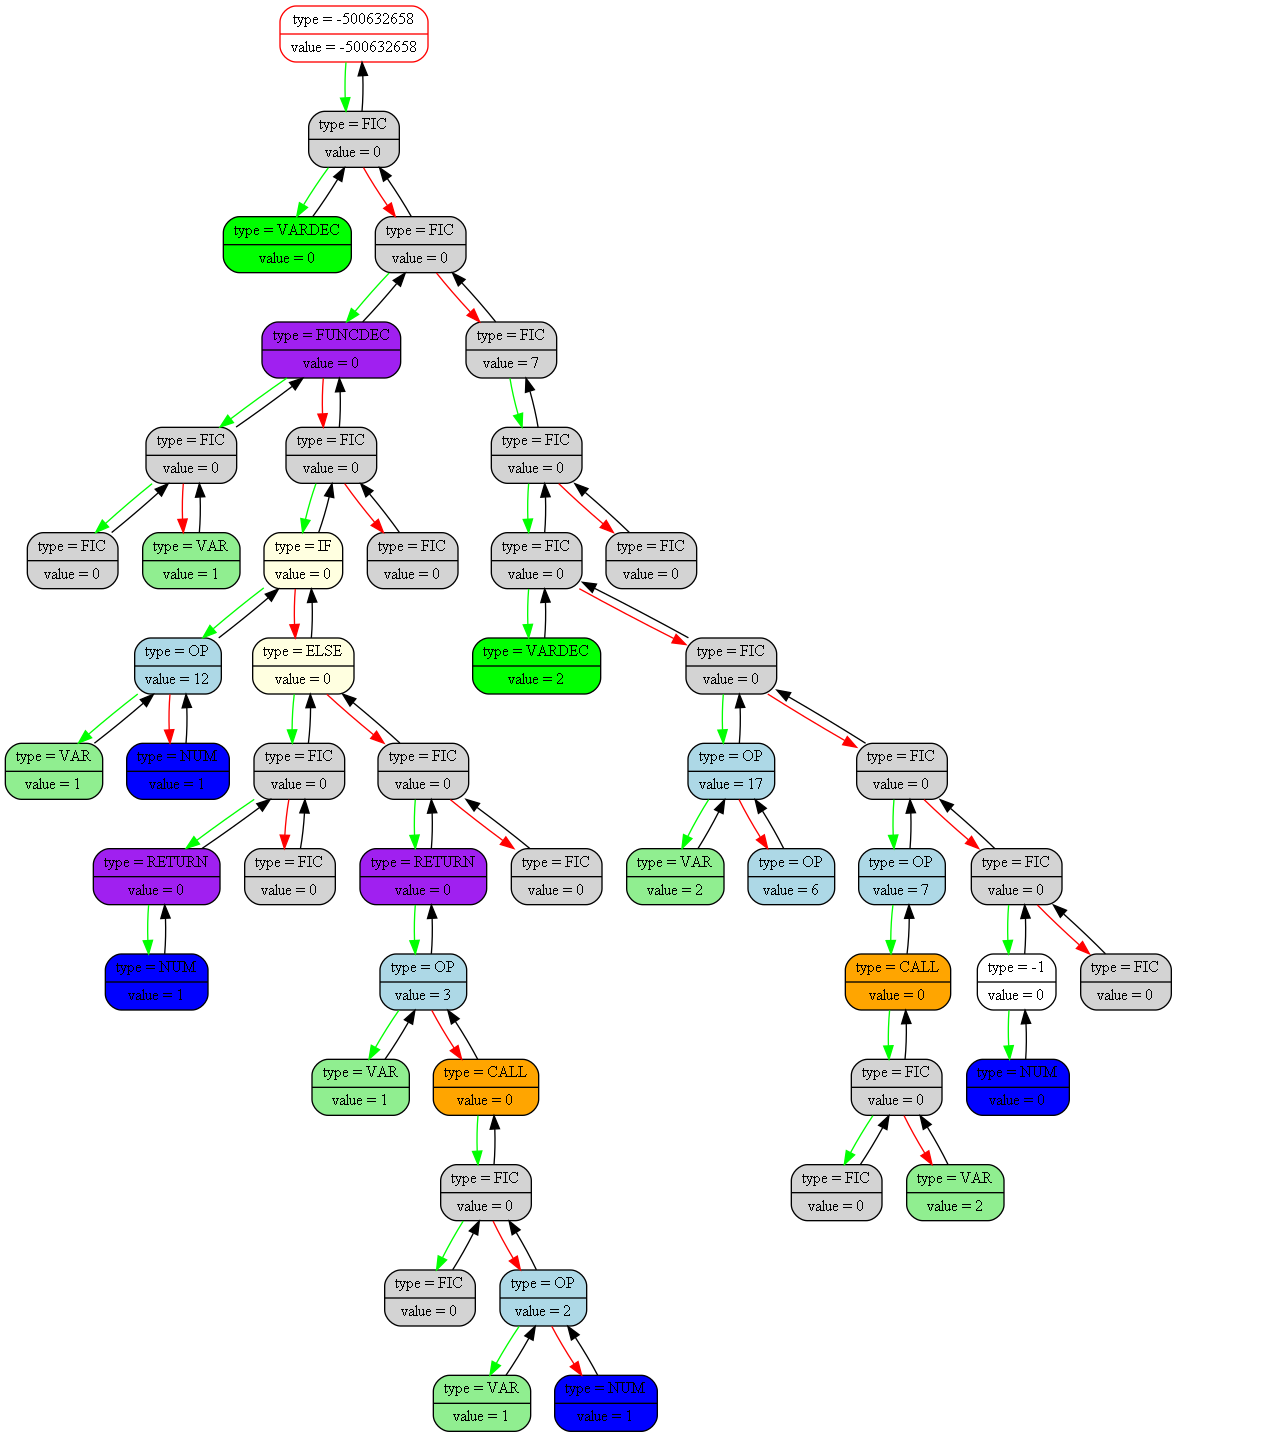 type = -500632658
value = -500632658
type = FIC
value = 0
type = VARDEC
value = 0
type = FIC
value = 0
type = FUNCDEC
value = 0
type = FIC
value = 7
type = FIC
value = 0
type = FIC
value = 0
type = FIC
value = 0
type = FIC
value = 0
type = VAR
value = 1
type = IF
value = 0
type = FIC
value = 0
type = FIC
value = 0
type = FIC
value = 0
type = OP
value = 12
type = ELSE
value = 0
type = VARDEC
value = 2
type = FIC
value = 0
type = VAR
value = 1
type = NUM
value = 1
type = FIC
value = 0
type = FIC
value = 0
type = OP
value = 17
type = FIC
value = 0
type = RETURN
value = 0
type = FIC
value = 0
type = RETURN
value = 0
type = FIC
value = 0
type = VAR
value = 2
type = OP
value = 6
type = OP
value = 7
type = FIC
value = 0
type = NUM
value = 1
type = OP
value = 3
type = CALL
value = 0
type = -1
value = 0
type = FIC
value = 0
type = VAR
value = 1
type = CALL
value = 0
type = FIC
value = 0
type = NUM
value = 0
type = FIC
value = 0
type = FIC
value = 0
type = VAR
value = 2
type = FIC
value = 0
type = OP
value = 2
type = VAR
value = 1
type = NUM
value = 1